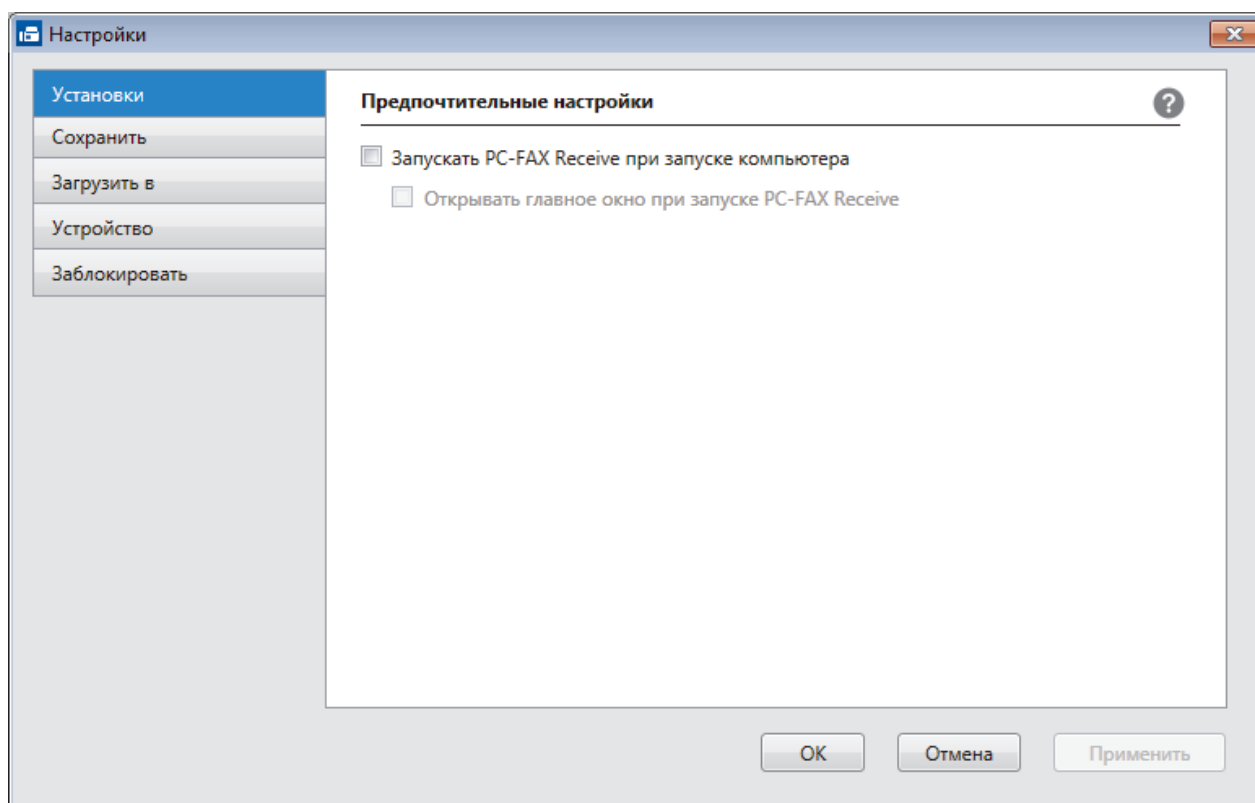 Настройки
Установки
Сохранить
Загрузить в
Устройство
Заблокировать
Предпочтительные настройки
?
Запускать PC-FAX Receive при запуске компьютера
Открывать главное окно при запуске PC-FAX Receive
OK
Отмена
Применить